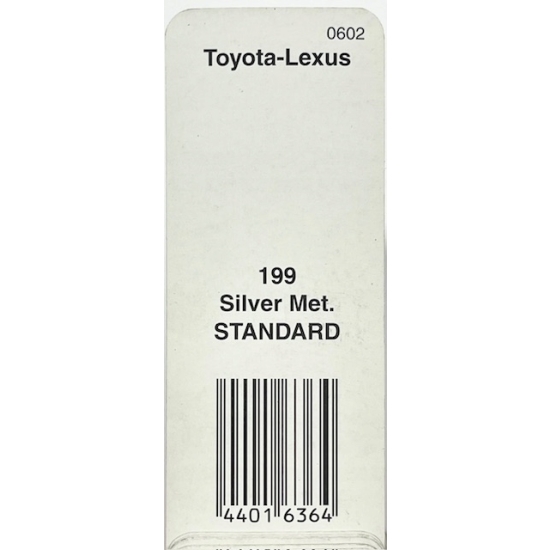 0602
Toyota-Lexus
199
Silver Met.
STANDARD
4401 6364